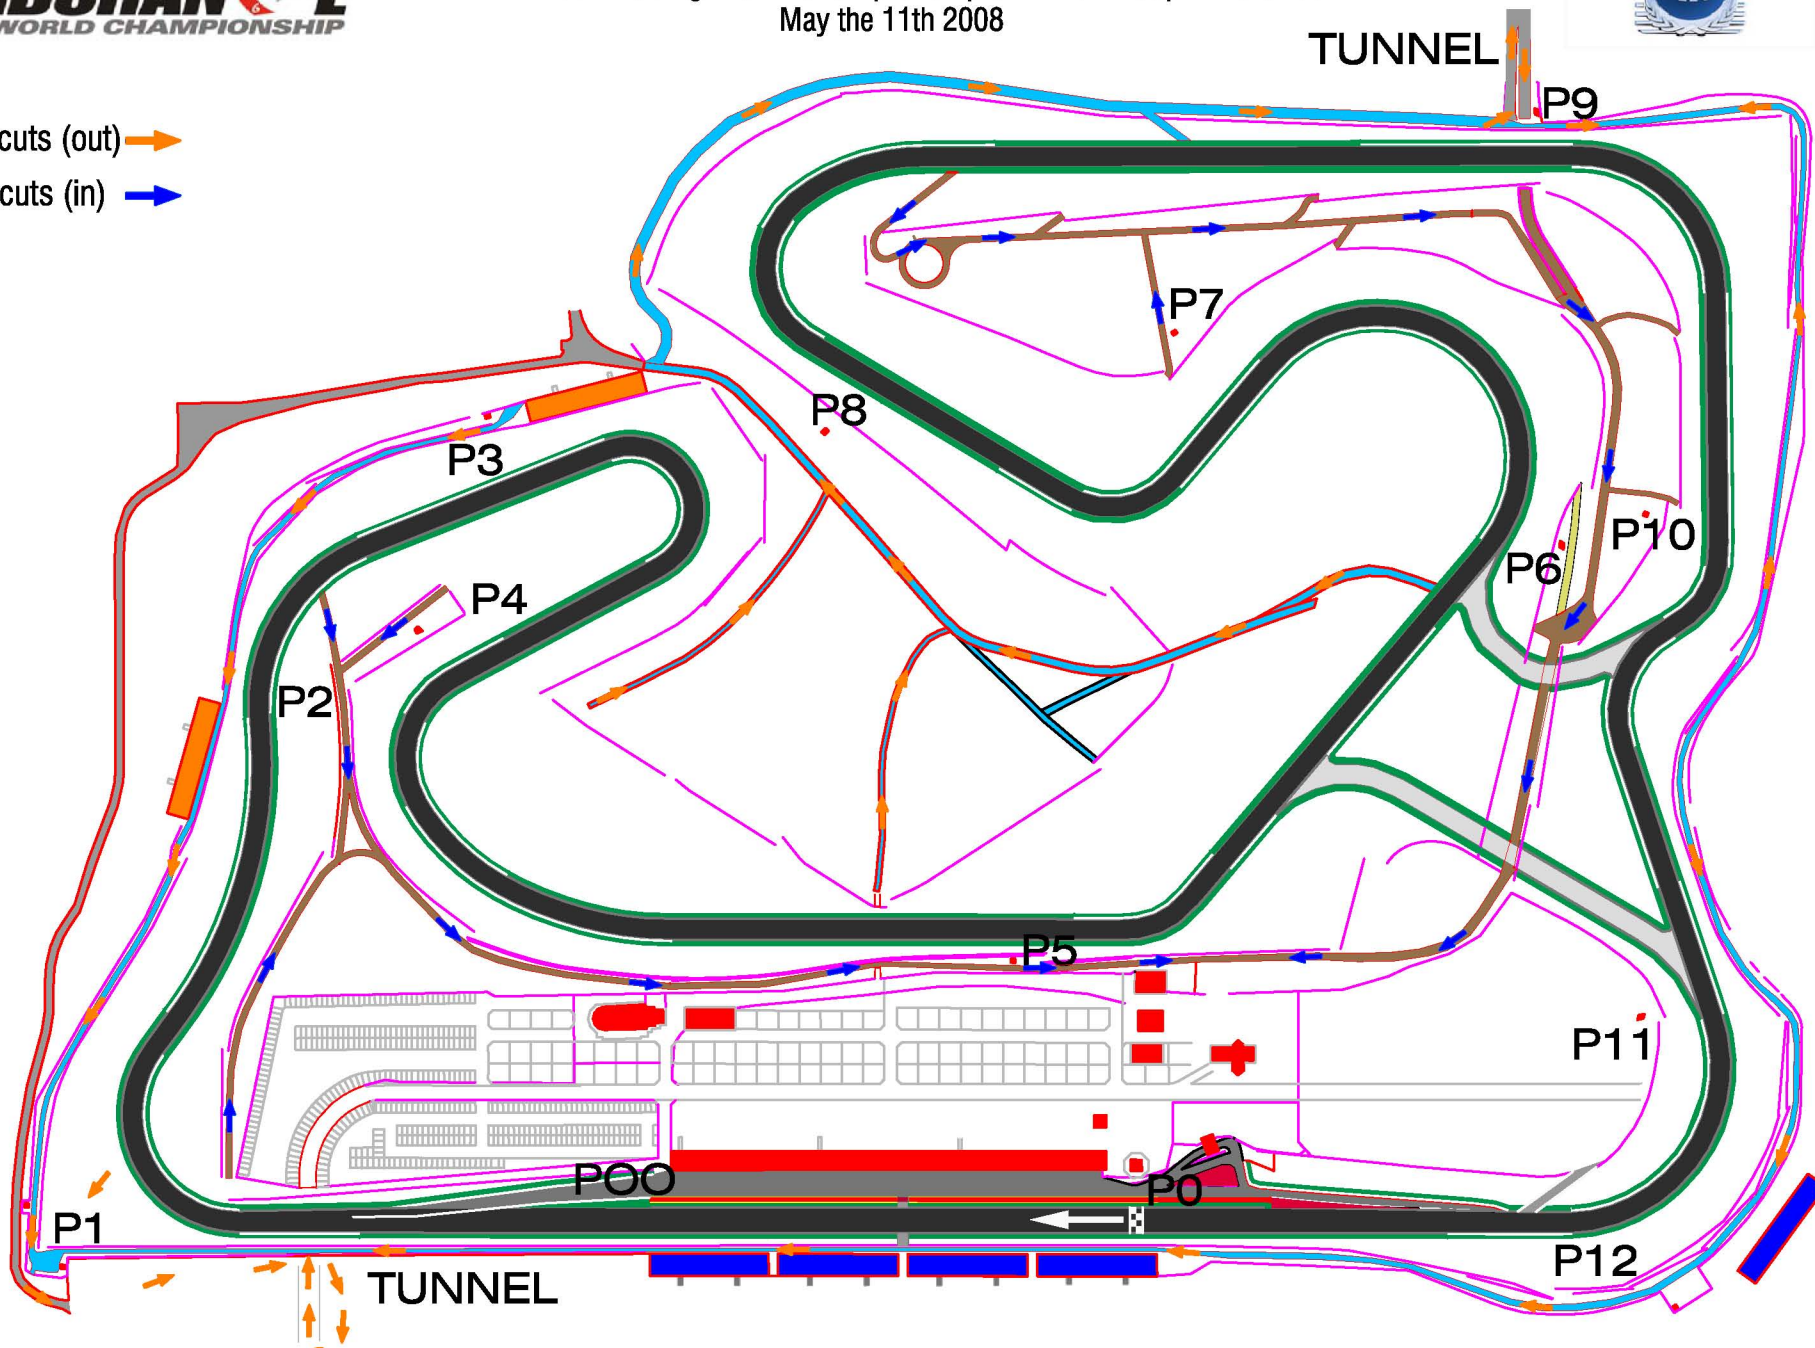 WORLD CHAMPIONSHIP
May the 11th 2008
TUNNEL
P9
cuts (out)
cuts (in)
P7
P8
P3
P10
P6
P4
P2
P5
P11
POO
P0
P1
P12
TUNNEL